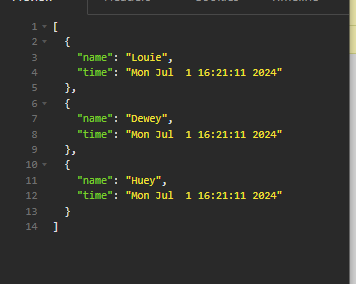 1 [
2 {
3 "name": "Louie",
4 "time": "Mon Jul  1 16:21:11 2024"
5 },
6 {
7 "name": "Dewey",
8 "time": "Mon Jul  1 16:21:11 2024"
9 },
10 {
11 "name": "Huey",
12 "time": "Mon Jul  1 16:21:11 2024"
13 }
14 ]